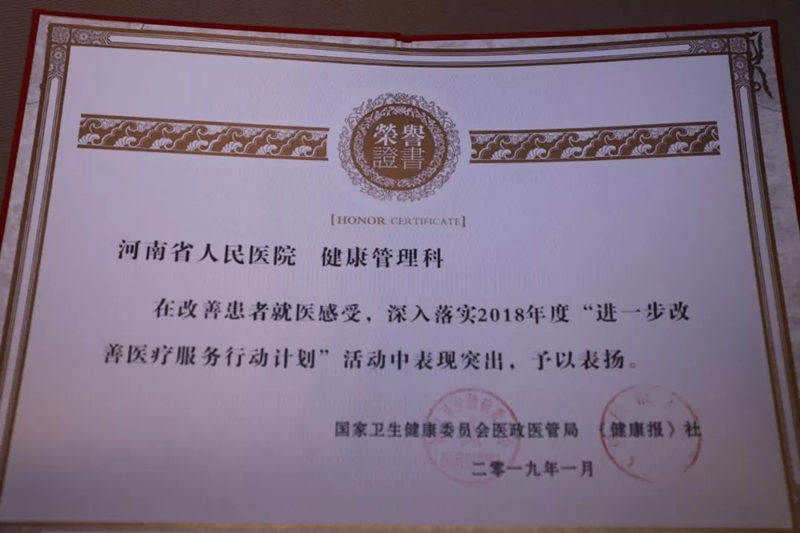 榮譽
證書
[HONOR CERTIFICATE]
河南省人民医院 健康管理科
在改善患者就医感受，深入落实2018年度“进一步改
善医疗服务行动计划”活动中表现突出，予以表扬。
国家卫生健康委员会医政医管局 《健康报》社
二零一九年一月